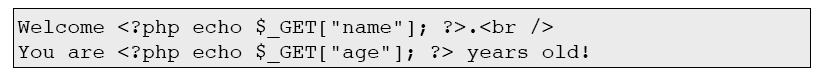 Welcome <?php echo $_GET["name"]; ?>.<br />
You are <?php echo $_GET["age"]; ?> years old!